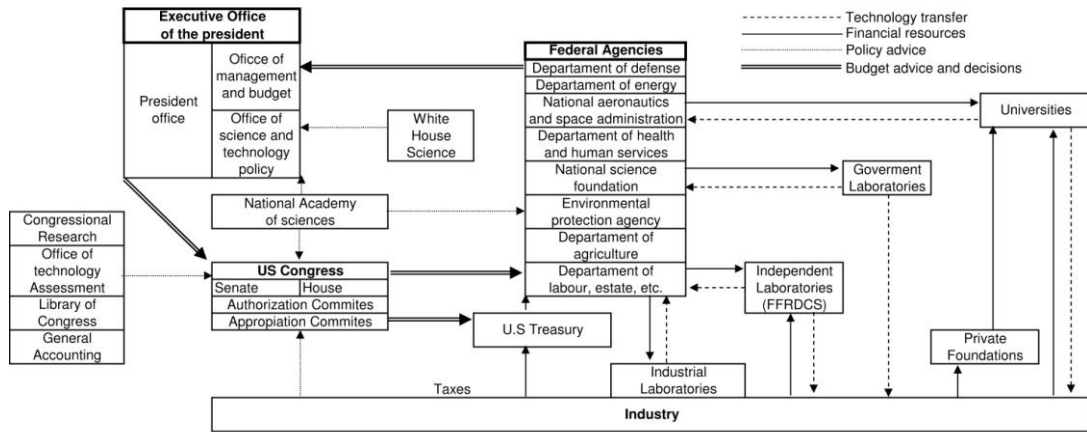 Executive Office
of the president
President
office
Oficce of
management
and budget
Office of
science and
technology
policy
White
House
Science
National Academy
of sciences
Congressional
Research
Office of
technology
Assessment
Library of
Congress
General
Accounting
US Congress
Senate House
Authorization Commites
Appropiation Commites
U.S Treasury
Federal Agencies
Departament of defense
Departament of energy
National aeronautics
and space administration
Departament of health
and human services
National science
foundation
Environmental
protection agency
Departament of
agriculture
Departament of
labour, estate, etc.
Technology transfer
Financial resources
Policy advice
Budget advice and decisions
Universities
Goverment
Laboratories
Independent
Laboratories
(FFRDCS)
Private
Foundations
Industrial
Laboratories
Taxes
Industry